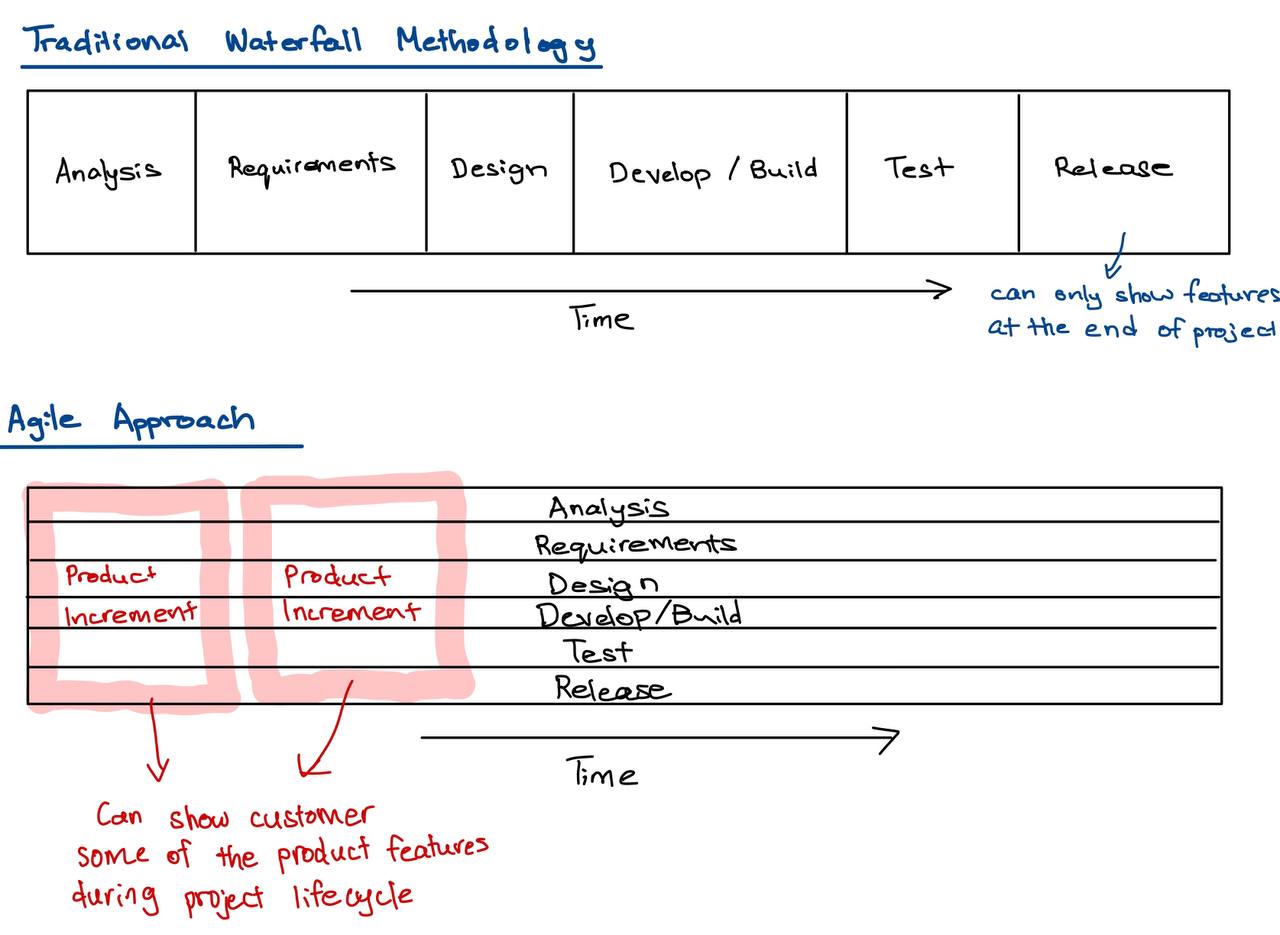 Traditional Waterfall Methodology
Analysis
Requirements
Design
Develop / Build
Test
Release
Time
can only show features
at the end of project
Agile Approach
Analysis
Requirements
Product
Product
Design
Increment
Increment
Develop/Build
Test
Release
Time
Can show customer
some of the product features
during project lifecycle